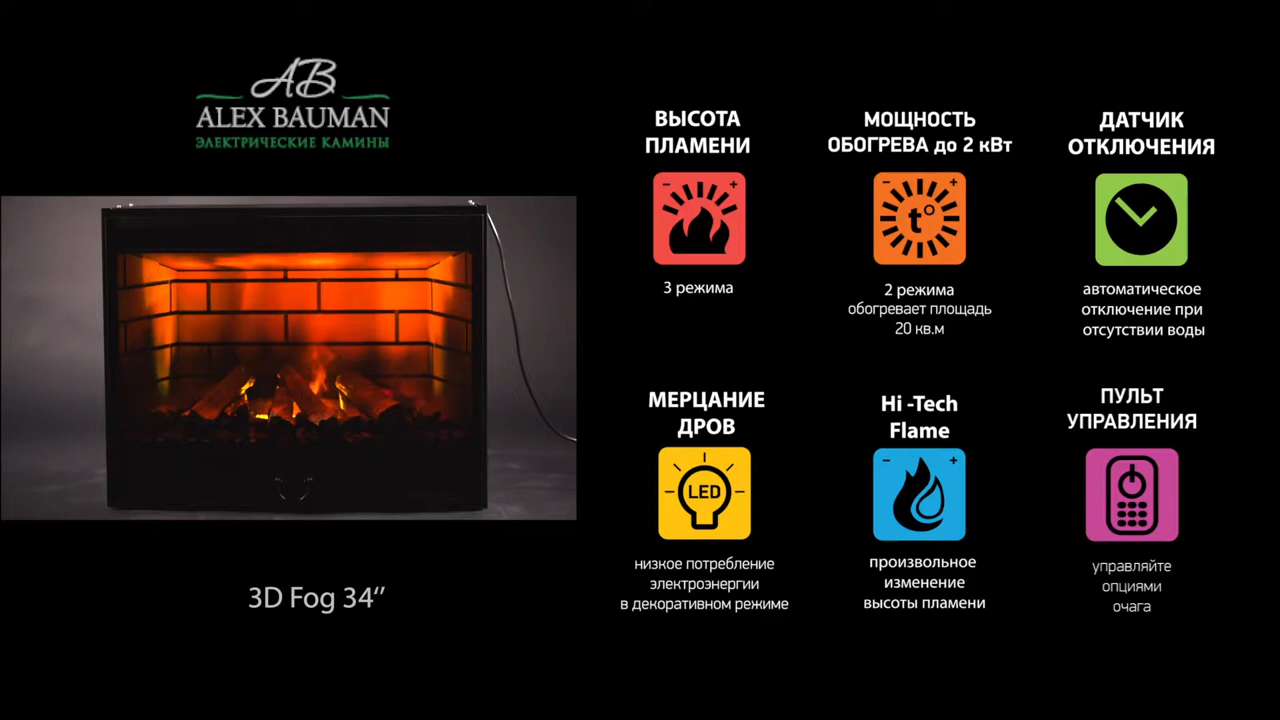 AB
ALEX BAUMAN
ЭЛЕКТРИЧЕСКИЕ КАМИНЫ
3D Fog 34’’
ВЫСОТА
ПЛАМЕНИ
- +
3 режима
МОЩНОСТЬ
ОБОГРЕВА до 2 кВт
- +
t°
2 режима
обогревает площадь
20 кв.м
ДАТЧИК
ОТКЛЮЧЕНИЯ
автоматическое
отключение при
отсутствии воды
МЕРЦАНИЕ
ДРОВ
LED
низкое потребление
электроэнергии
в декоративном режиме
Hi -Tech
Flame
- +
произвольное
изменение
высоты пламени
ПУЛЬТ
УПРАВЛЕНИЯ
управляйте
опциями
очага